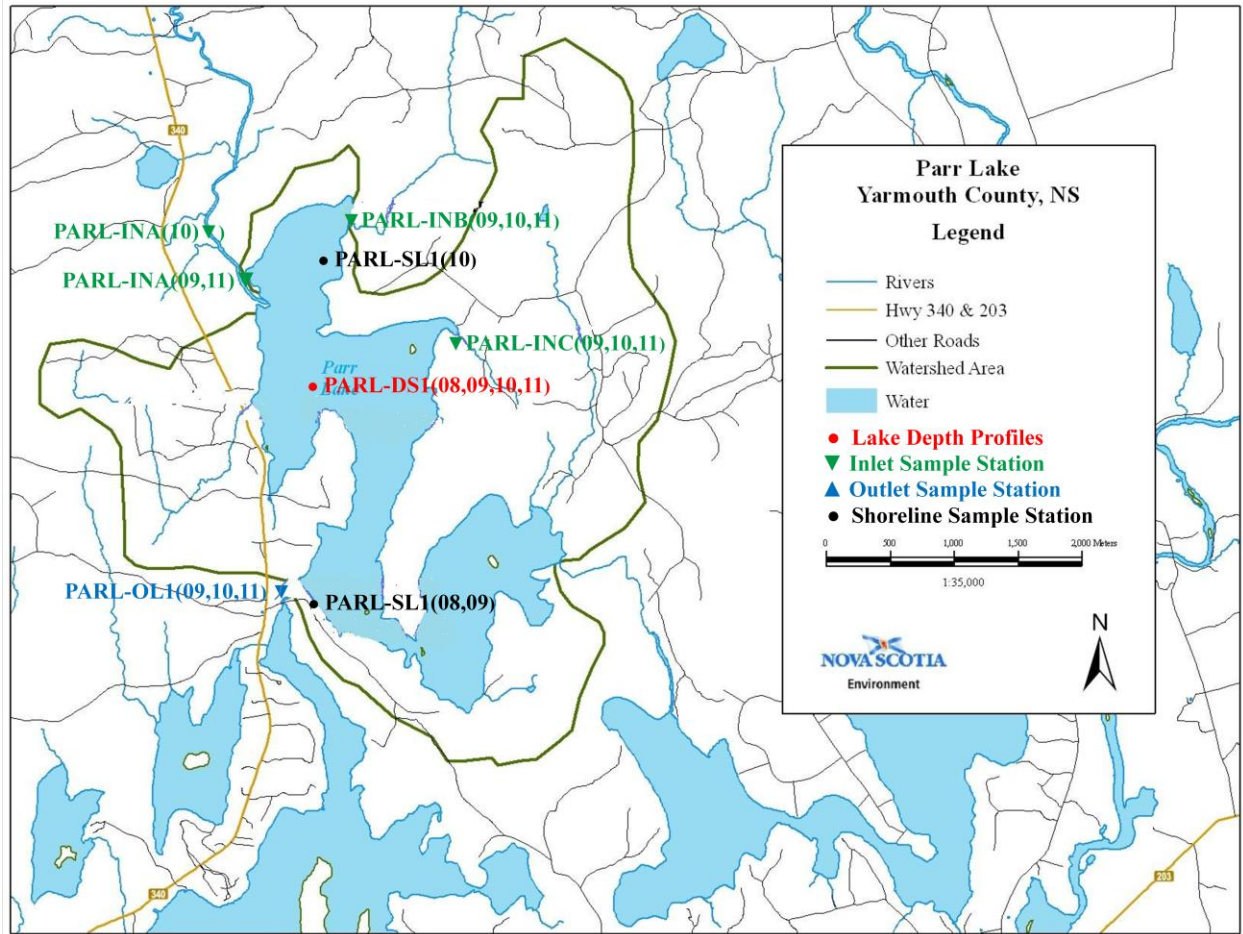 340
PARL-INA(10)
PARL-INB(09,10,11)
PARL-SL1(10)
PARL-INA(09,11)
PARL-INC(09,10,11)
Parr
Lake
PARL-DS1(08,09,10,11)
PARL-OL1(09,10,11)
PARL-SL1(08,09)
340
203
Parr Lake
Yarmouth County, NS
Legend
Rivers
Hwy 340 & 203
Other Roads
Watershed Area
Water
Lake Depth Profiles
Inlet Sample Station
Outlet Sample Station
Shoreline Sample Station
0 500 1,000 1,500 2,000 Meters
1:35,000
N
NOVA SCOTIA
Environment